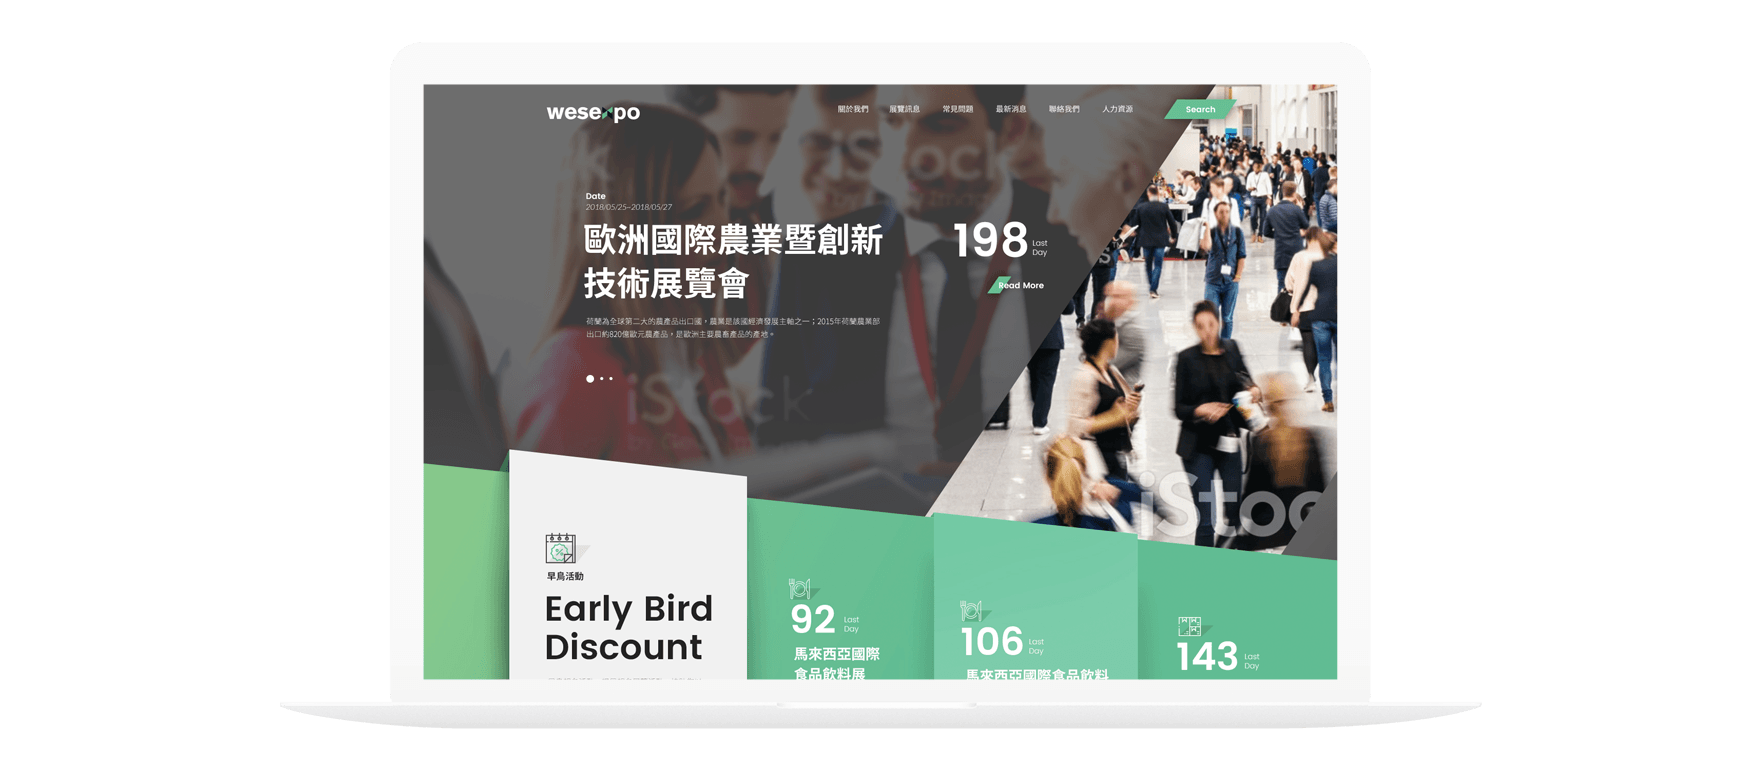 wesexpo
關於我們 展覽訊息 常見問題 最新消息 聯絡我們 人力資源 Search
Date
2018/05/25~2018/05/27
歐洲國際農業暨創新
技術展覽會
198 Last
Day
Read More
荷蘭為全球第二大的農產品出口國，農業是該國經濟發展主軸之一；2015年荷蘭農業部
出口約820億歐元農產品，是歐洲主要農畜產品的產地。
iStock
iStock
iStoc
早鳥活動
Early Bird
Discount
92 Last
Day
馬來西亞國際
食品飲料展
106 Last
Day
馬來西亞國際食品飲料
143 Last
Day